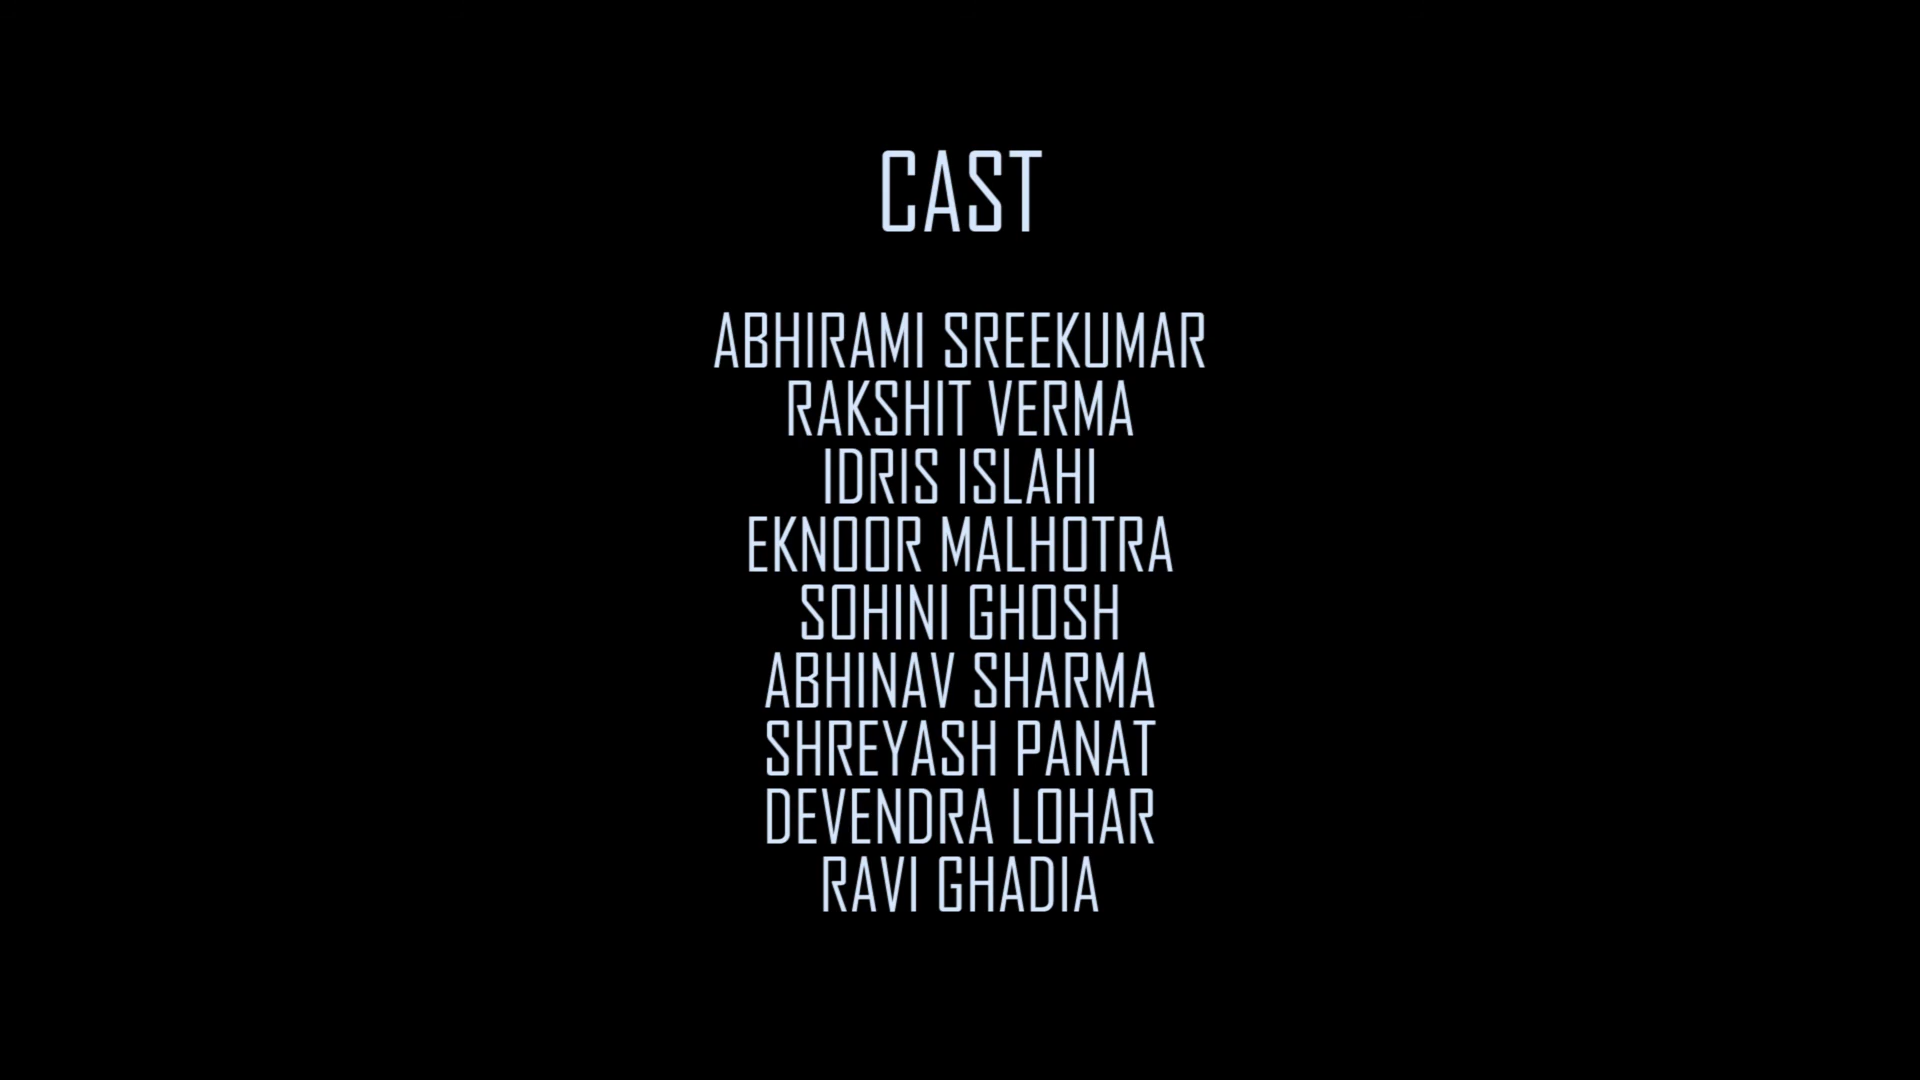 CAST
ABHIRAMI SREEKUMAR
RAKSHIT VERMA
IDRIS ISLAHI
EKNOOR MALHOTRA
SOHINI GHOSH
ABHINAV SHARMA
SHREYASH PANAT
DEVENDRA LOHAR
RAVI GHADIA